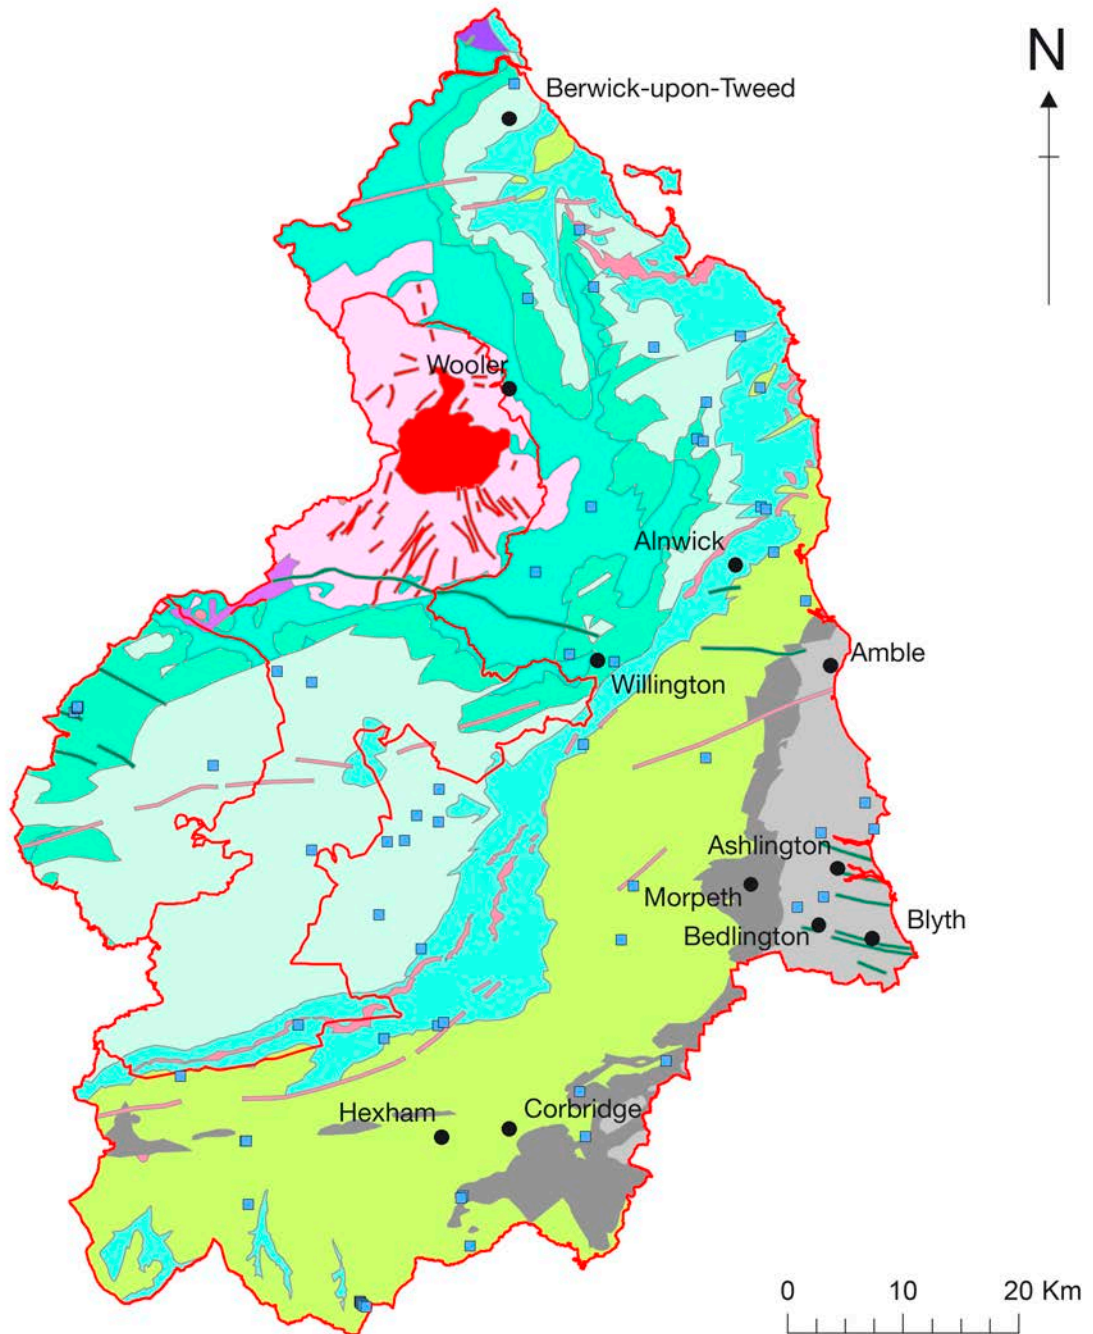 N
Berwick-upon-Tweed
Wooler
Alnwick
Amble
Willington
Ashlington
Morpeth
Blyth
Bedlington
Hexham
Corbridge
0 10 20 Km